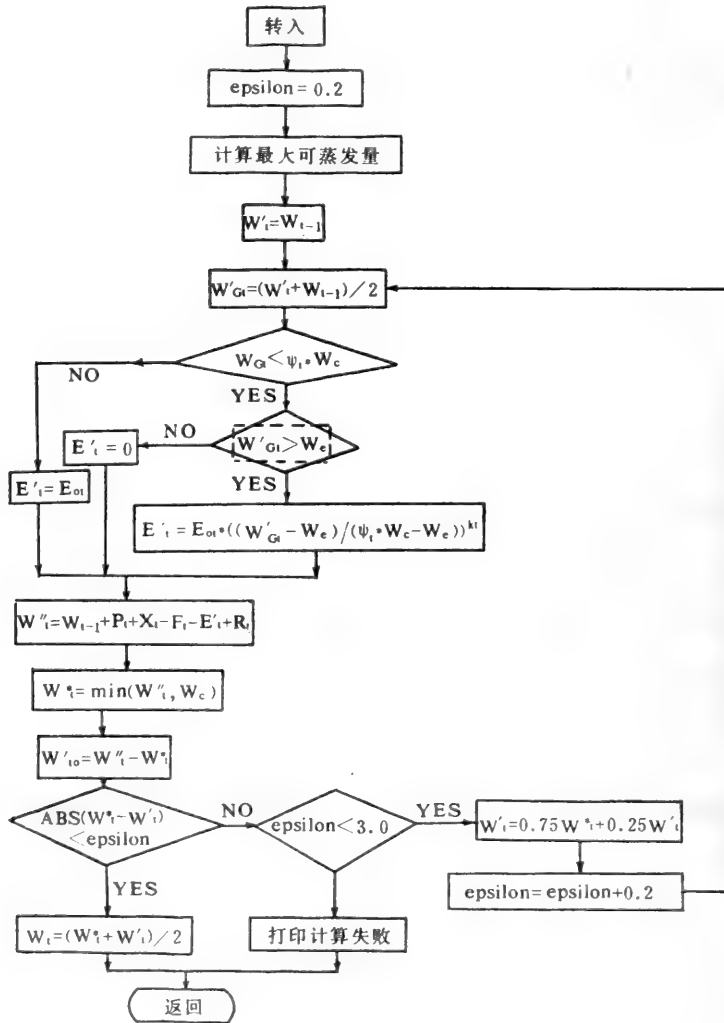 转入
epsilon=0.2
计算最大可蒸发量
W'ₜ=Wₜ₋₁
W'Gt=(W'ₜ+Wₜ₋₁)/2
WGt<ψₜ*Wc
NO
YES
W'Gt>We
NO
E'ₜ=0
YES
E'ₜ=E₀ₜ
E'ₜ=E₀ₜ*((W'Gt-We)/(ψₜ*Wc-We))ᵏᵗ
W"ₜ=Wₜ₋₁+Pₜ+Xₜ-Fₜ-E'ₜ+Rₜ
W*ₜ=min(W"ₜ,Wc)
W'ₜₒ=W"ₜ-W*ₜ
ABS(W*ₜ-W'ₜ)
<epsilon
NO
epsilon<3.0
YES
W'ₜ=0.75W*ₜ+0.25W'ₜ
YES
epsilon=epsilon+0.2
Wₜ=(W*ₜ+W'ₜ)/2
打印计算失败
返回